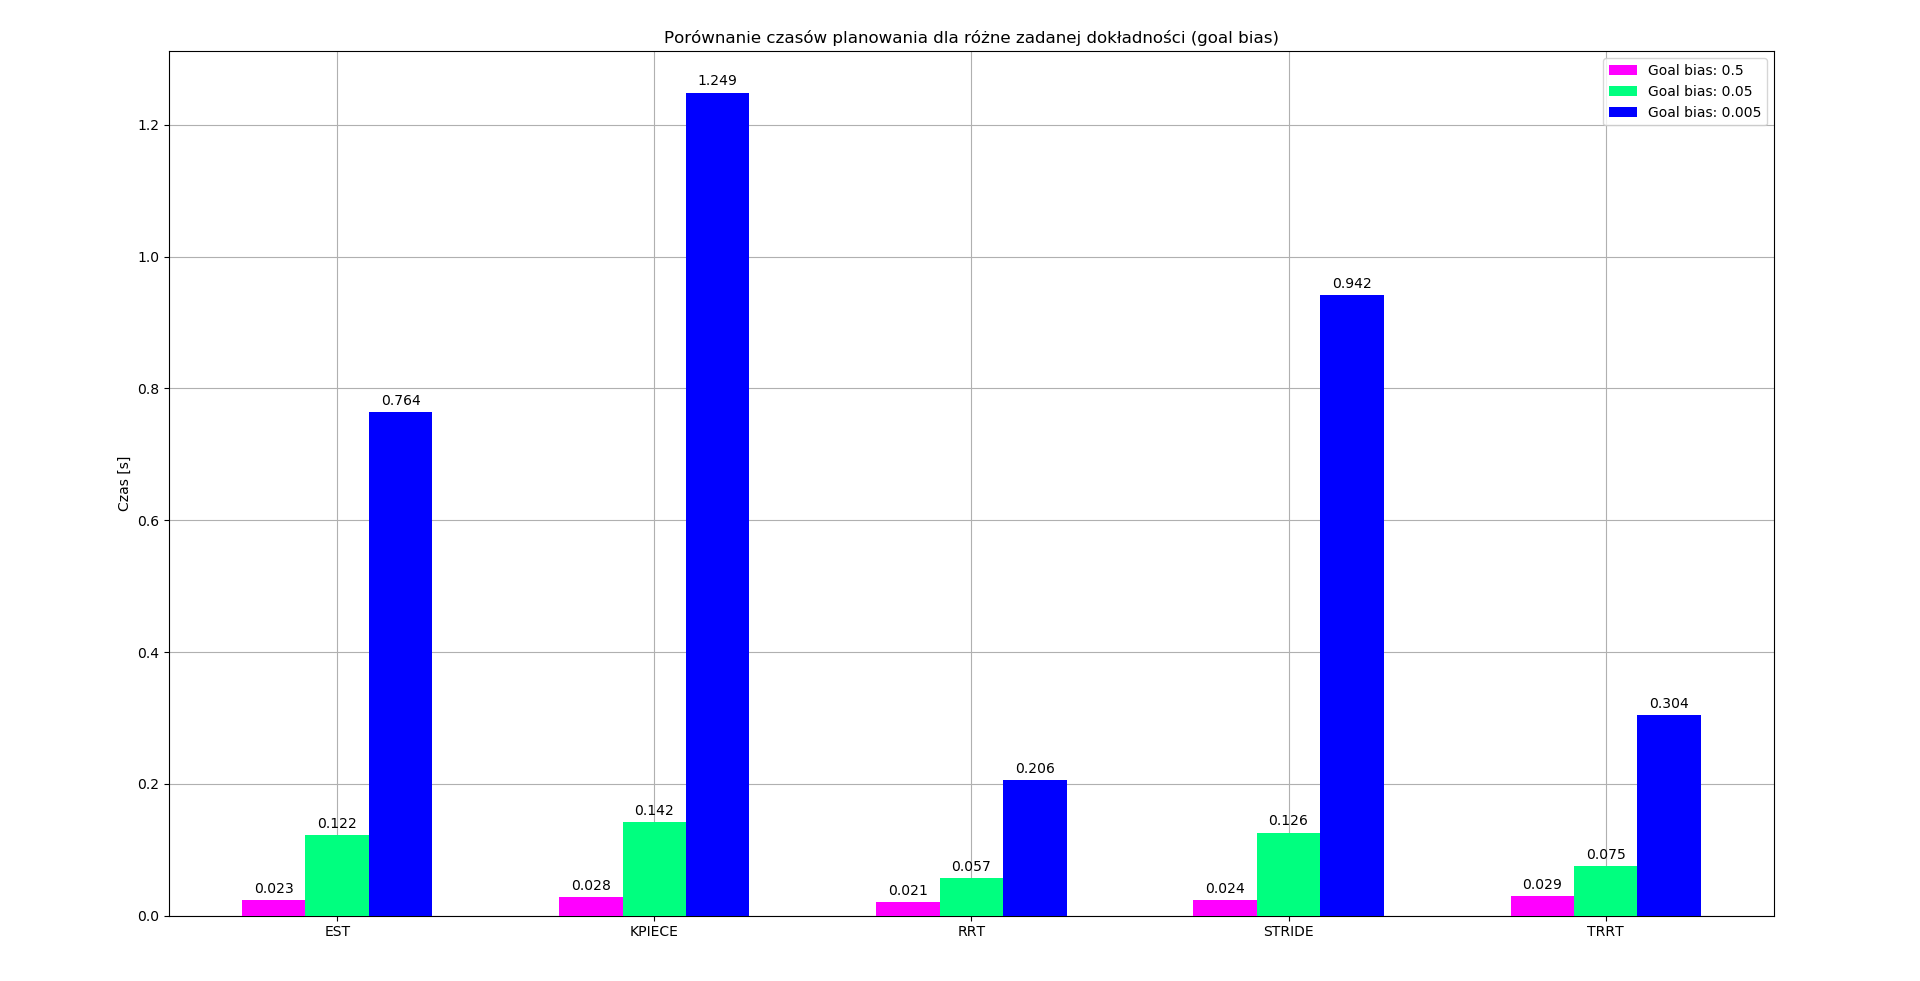 Porównanie czasów planowania dla różne zadanej dokładności (goal bias)
Goal bias: 0.5
Goal bias: 0.05
Goal bias: 0.005
Czas [s]
1.2
1.0
0.8
0.6
0.4
0.2
0.0
0.023
0.122
0.764
0.028
0.142
1.249
0.021
0.057
0.206
0.024
0.126
0.942
0.029
0.075
0.304
EST
KPIECE
RRT
STRIDE
TRRT